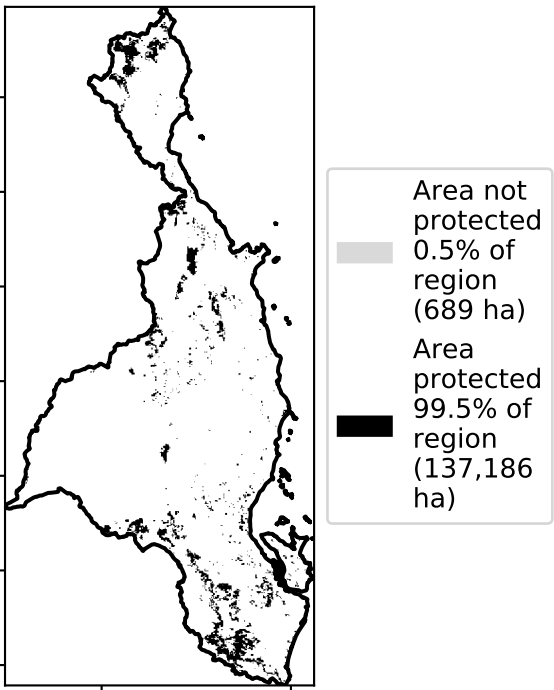 Area not
protected
0.5% of
region
(689 ha)
Area
protected
99.5% of
region
(137,186
ha)